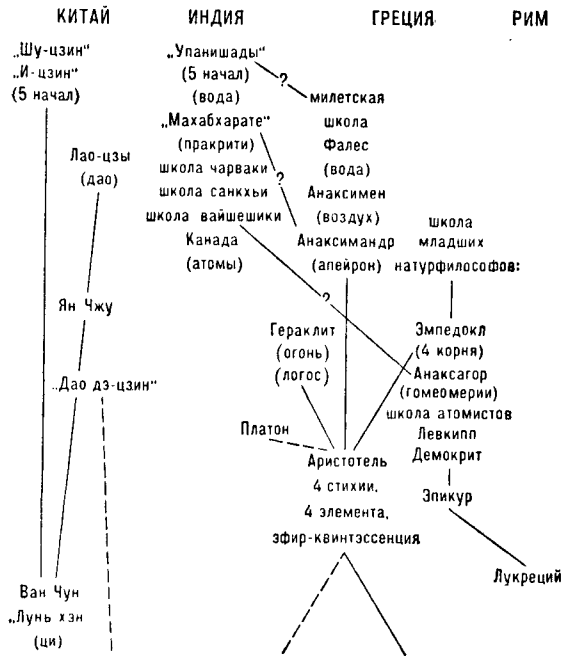 КИТАЙ ИНДИЯ ГРЕЦИЯ РИМ
„Шу-цзин"
„И-цзин"
(5 начал)
Лао-цзы
(дао)
Ян Чжу
„Дао дэ-цзин"
Ван Чун
„Лунь хэн
(ци)
„Упанишады"
(5 начал)
(вода)
„Махабхарате"
(пракрити)
школа чарваки
школа санкхьи
школа вайшешики
Канада
(атомы)
?
?
?
милетская
школа
Фалес
(вода)
Анаксимен
(воздух)
Анаксимандр
(апейрон)
Гераклит
(огонь)
(логос)
Платон
Аристотель
4 стихии,
4 элемента,
эфир-квинтэссенция
школа
младших
натурфилософов:
Эмпедокл
(4 корня)
Анаксагор
(гомеомерии)
школа атомистов
Левкипп
Демокрит
Эпикур
Лукреций